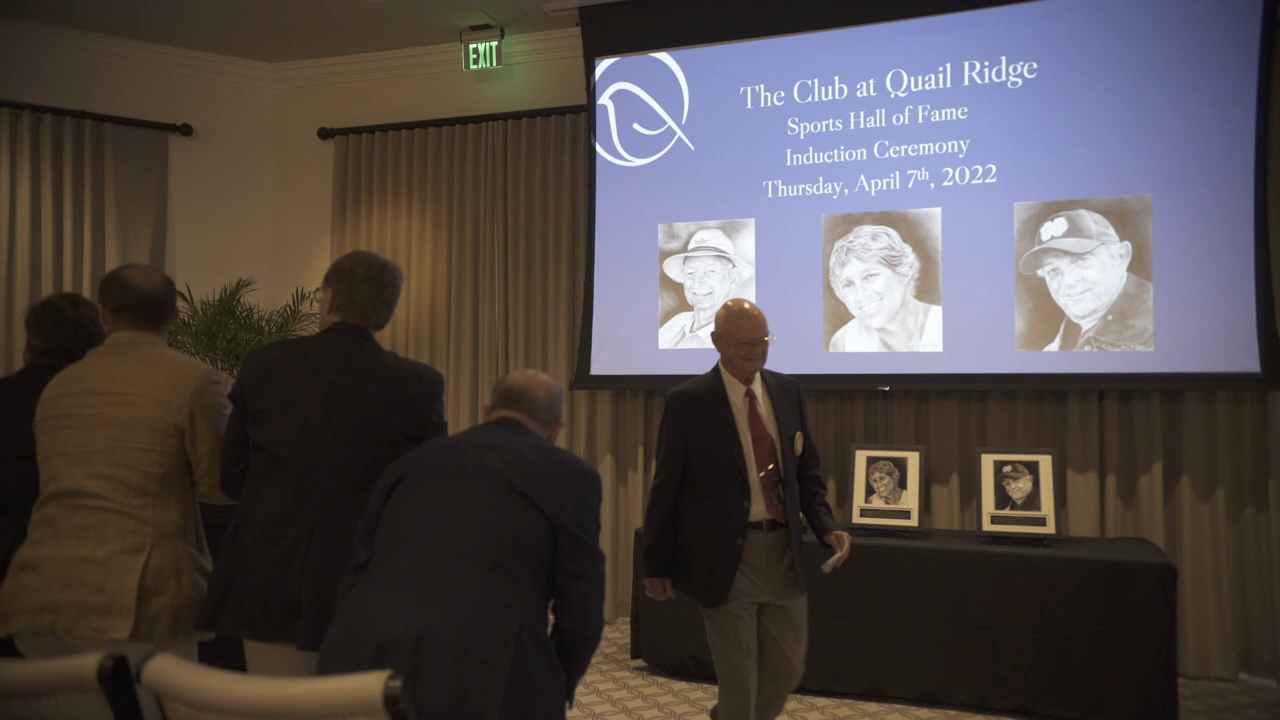 EXIT
The Club at Quail Ridge
Sports Hall of Fame
Induction Ceremony
Thursday, April 7th, 2022